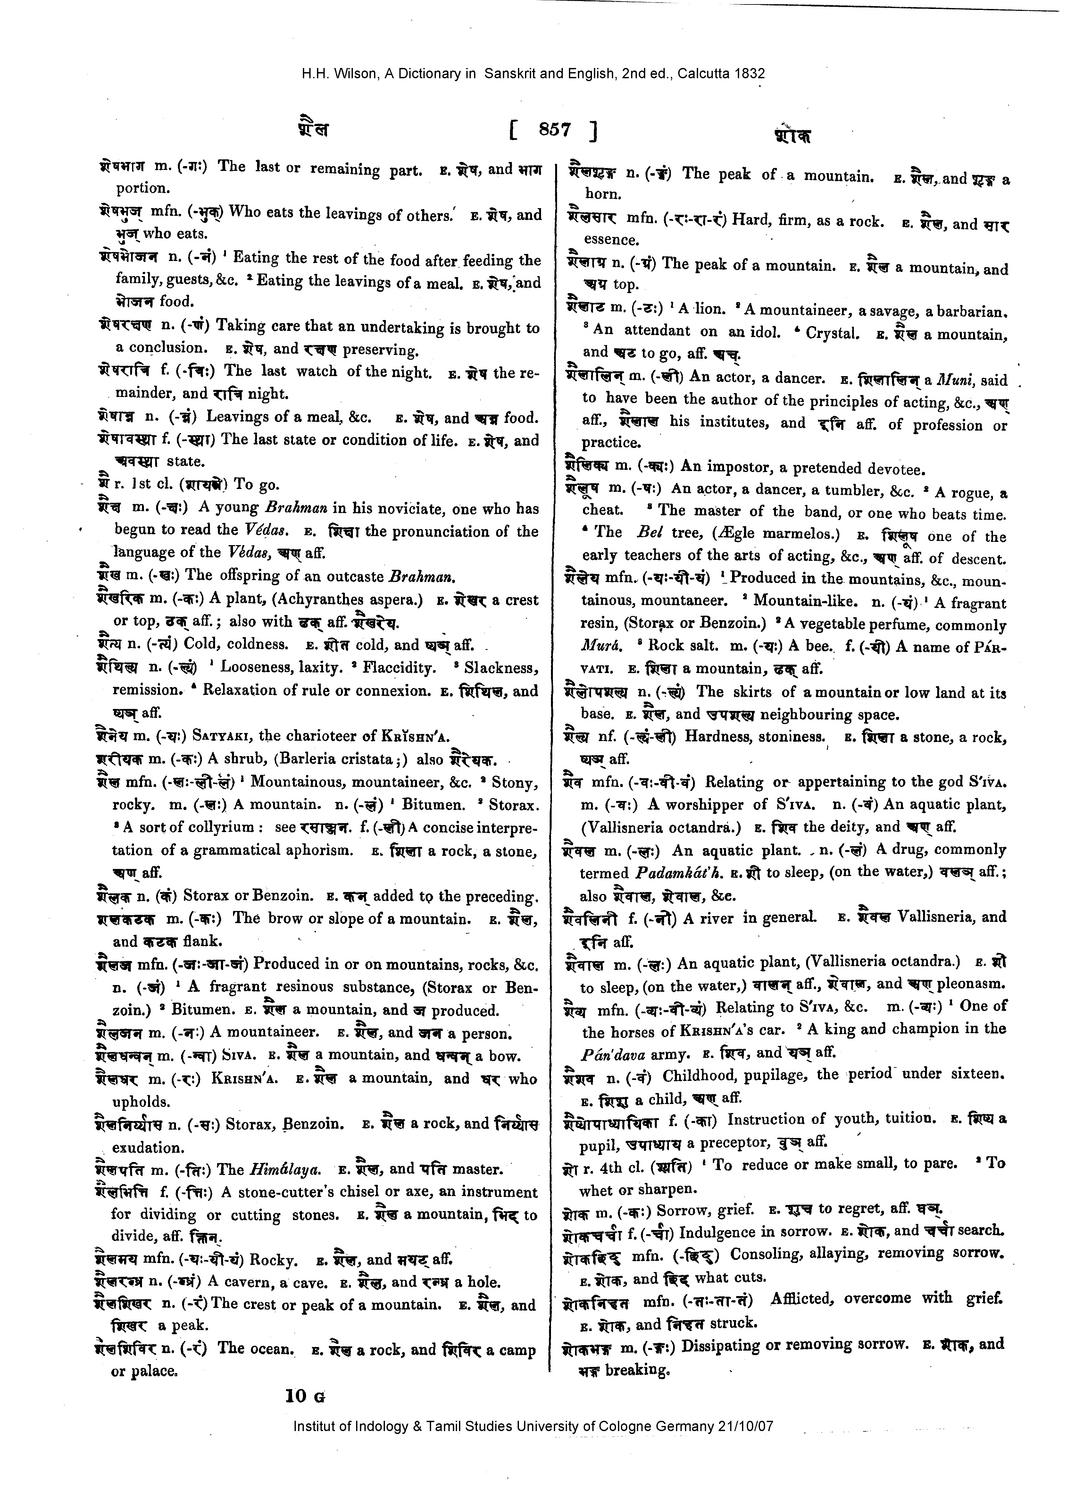 H.H. Wilson, A Dictionary in Sanskrit and English, 2nd ed., Calcutta 1832
शैल [ 857 ] शोक
शेषभाग m. (-गः) The last or remaining part. E. शेष, and भाग
portion.
शेषभुज् mfn. (-भुक्) Who eats the leavings of others. E. शेष, and
भुज् who eats.
शेषभोजन n. (-नं) ¹ Eating the rest of the food after feeding the
family, guests, &c. ² Eating the leavings of a meal. E. शेष, and
भोजन food.
शेषरक्षण n. (-णं) Taking care that an undertaking is brought to
a conclusion. E. शेष, and रक्षण preserving.
शेषरात्रि f. (-त्रिः) The last watch of the night. E. शेष the re-
mainder, and रात्रि night.
शेषान्न n. (-न्नं) Leavings of a meal, &c. E. शेष, and अन्न food.
शेषावस्था f. (-स्था) The last state or condition of life. E. शेष, and
अवस्था state.
शै r. 1st cl. (शायते) To go.
शैक्ष m. (-क्षः) A young Brahman in his noviciate, one who has
begun to read the Védas. E. शिक्षा the pronunciation of the
language of the Védas, अण् aff.
शैख m. (-खः) The offspring of an outcaste Brahman.
शैखरिक m. (-कः) A plant, (Achyranthes aspera.) E. शेखर a crest
or top, ठक् aff.; also with ढक् aff. शैखरेय.
शैत्य n. (-त्यं) Cold, coldness. E. शीत cold, and ष्यञ् aff.
शैथिल्य n. (-ल्यं) ¹ Looseness, laxity. ² Flaccidity. ³ Slackness,
remission. ⁴ Relaxation of rule or connexion. E. शिथिल, and
ष्यञ् aff.
शैनेय m. (-यः) SATYAKI, the charioteer of KRĬSHN'A.
शरीयक m. (-कः) A shrub, (Barleria cristata;) also शैरेयक.
शैल mfn. (-लः-ली-लं) ¹ Mountainous, mountaineer, &c. ² Stony,
rocky. m. (-लः) A mountain. n. (-लं) ¹ Bitumen. ² Storax.
³ A sort of collyrium: see रसाञ्जन. f. (-ली) A concise interpre-
tation of a grammatical aphorism. E. शिला a rock, a stone,
अण् aff.
शैलक n. (कं) Storax or Benzoin. E. कन् added to the preceding.
शलकटक m. (-कः) The brow or slope of a mountain. E. शैल,
and कटक flank.
शैलज mfn. (-जः-जा-जं) Produced in or on mountains, rocks, &c.
n. (-जं) ¹ A fragrant resinous substance, (Storax or Ben-
zoin.) ² Bitumen. E. शैल a mountain, and ज produced.
शैलजन m. (-नः) A mountaineer. E. शैल, and जन a person.
शैलधन्वन् m. (-न्वा) SIVA. E. शैल a mountain, and धन्वन् a bow.
शैलधर m. (-रः) KRISHN'A. E. शैल a mountain, and धर who
upholds.
शैलनिर्य्यास n. (-सः) Storax, Benzoin. E. शैल a rock, and निर्य्यास
exudation.
शैलपति m. (-तिः) The Himálaya. E. शैल, and पति master.
शैलभित्ति f. (-त्तिः) A stone-cutter's chisel or axe, an instrument
for dividing or cutting stones. E. शैल a mountain, भिद् to
divide, aff. क्तिन्.
शैलमय mfn. (-यः-यी-यं) Rocky. E. शैल, and मयट् aff.
शैलरन्ध्र n. (-न्ध्रं) A cavern, a cave. E. शैल, and रन्ध्र a hole.
शैलशिखर n. (-रं) The crest or peak of a mountain. E. शैल, and
शिखर a peak.
शैलशिविर n. (-रं) The ocean. E. शैल a rock, and शिविर a camp
or palace.
10 G
शैलशृङ्ग n. (-ङ्गं) The peak of a mountain. E. शैल, and शृङ्ग a
horn.
शैलसार mfn. (-रः-रा-रं) Hard, firm, as a rock. E. शैल, and सार
essence.
शैलाग्र n. (-ग्रं) The peak of a mountain. E. शैल a mountain, and
अग्र top.
शैलाट m. (-टः) ¹ A lion. ² A mountaineer, a savage, a barbarian.
³ An attendant on an idol. ⁴ Crystal. E. शैल a mountain,
and अट to go, aff. अच्.
शैलालिन् m. (-ली) An actor, a dancer. E. शिलालिन् a Muni, said
to have been the author of the principles of acting, &c., अण्
aff., शैलाल his institutes, and इनि aff. of profession or
practice.
शैलिक्य m. (-क्यः) An impostor, a pretended devotee.
शैलूष m. (-षः) An actor, a dancer, a tumbler, &c. ² A rogue, a
cheat. ³ The master of the band, or one who beats time.
⁴ The Bel tree, (Ægle marmelos.) E. शिलूष one of the
early teachers of the arts of acting, &c., अण् aff. of descent.
शैलेय mfn. (-यः-यी-यं) ¹ Produced in the mountains, &c., moun-
tainous, mountaneer. ² Mountain-like. n. (-यं) ¹ A fragrant
resin, (Storax or Benzoin.) ² A vegetable perfume, commonly
Murá. ³ Rock salt. m. (-यः) A bee. f. (-यी) A name of PÁR-
VATI. E. शिला a mountain, ढक् aff.
शैलोपशल्य n. (-ल्यं) The skirts of a mountain or low land at its
base. E. शैल, and उपशल्य neighbouring space.
शैल्य nf. (-ल्यं-ली) Hardness, stoniness. E. शिला a stone, a rock,
ष्यञ् aff.
शैव mfn. (-वः-वी-वं) Relating or appertaining to the god S'IVA.
m. (-वः) A worshipper of S'IVA. n. (-वं) An aquatic plant,
(Vallisneria octandra.) E. शिव the deity, and अण् aff.
शैवल m. (-लः) An aquatic plant. n. (-लं) A drug, commonly
termed Padamkát'h. E. शी to sleep, (on the water,) वलञ् aff.;
also शैवाल, शेवाल, &c.
शैवलिनी f. (-नी) A river in general. E. शैवल Vallisneria, and
इनि aff.
शैवाल m. (-लः) An aquatic plant, (Vallisneria octandra.) E. शी
to sleep, (on the water,) वालन् aff., शेवाल, and अण् pleonasm.
शैव्य mfn. (-व्यः-वी-व्यं) Relating to S'IVA, &c. m. (-व्यः) ¹ One of
the horses of KRISHN'A's car. ² A king and champion in the
Pán'dava army. E. शिव, and यञ् aff.
शैशव n. (-वं) Childhood, pupilage, the period under sixteen.
E. शिशु a child, अण् aff.
शैष्योपाध्यायिका f. (-का) Instruction of youth, tuition. E. शिष्य a
pupil, उपाध्याय a preceptor, वुञ् aff.
शो r. 4th cl. (श्यति) ¹ To reduce or make small, to pare. ² To
whet or sharpen.
शोक m. (-कः) Sorrow, grief. E. शुच to regret, aff. घञ्.
शोकचर्च्चा f. (-र्च्चा) Indulgence in sorrow. E. शोक, and चर्च्चा search.
शोकछिद् mfn. (-छिद्) Consoling, allaying, removing sorrow.
E. शोक, and छिद what cuts.
शोकनिहत mfn. (-तः-ता-तं) Afflicted, overcome with grief.
E. शोक, and निहत struck.
शोकभङ्ग m. (-ङ्गः) Dissipating or removing sorrow. E. शोक, and
भङ्ग breaking.
Institut of Indology & Tamil Studies University of Cologne Germany 21/10/07